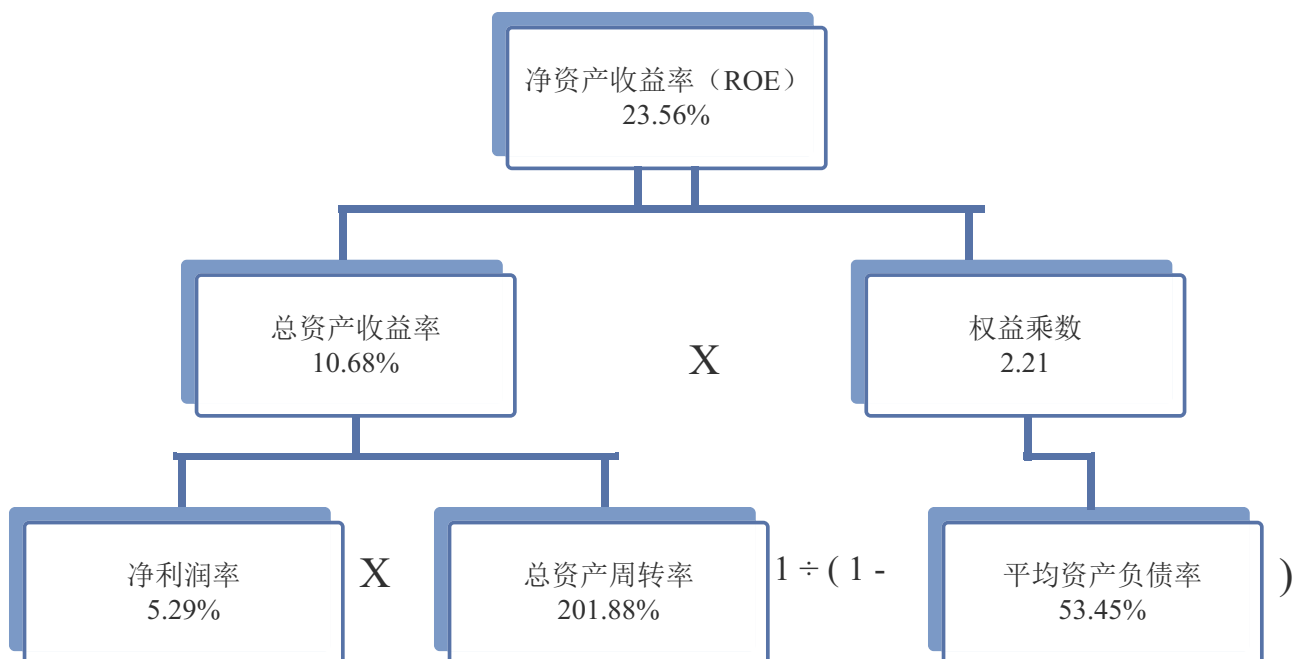 净资产收益率（ROE）
23.56%
总资产收益率
10.68%
X
权益乘数
2.21
净利润率
5.29%
X
总资产周转率
201.88%
1 ÷ ( 1 -
平均资产负债率
53.45%
)